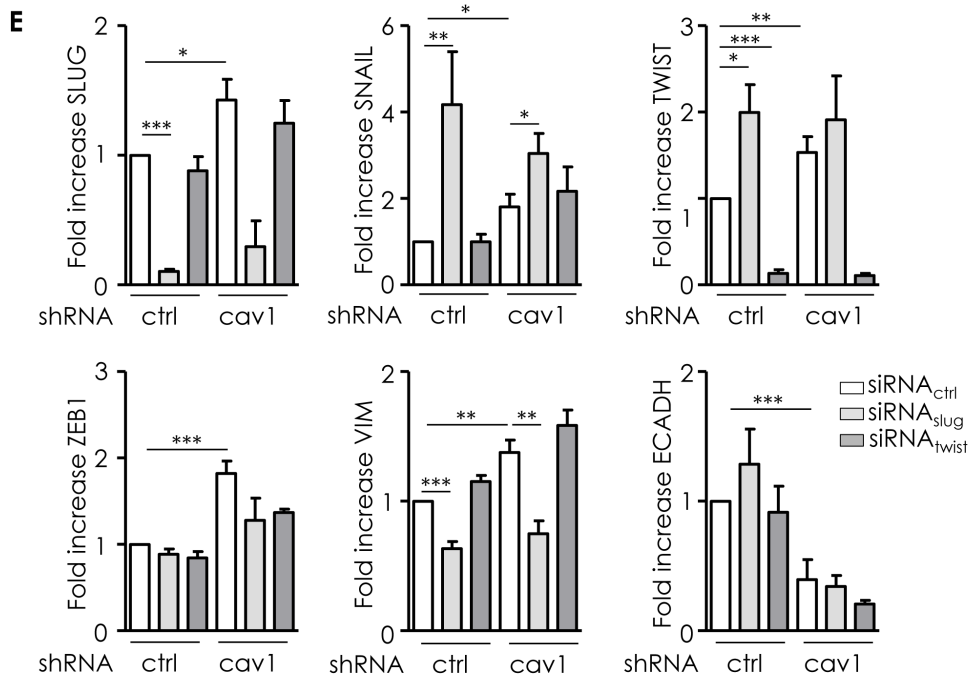 E
Fold increase SLUG
2
1
0
*
***
shRNA ctrl cav1
Fold increase SNAIL
6
4
2
0
*
**
*
shRNA ctrl cav1
Fold increase TWIST
3
2
1
0
**
***
*
shRNA ctrl cav1
Fold increase ZEB1
3
2
1
0
***
shRNA ctrl cav1
Fold increase VIM
2
1
0
** **
***
shRNA ctrl cav1
Fold increase ECADH
2
1
0
***
shRNA ctrl cav1
siRNActrl
siRNAslug
siRNAtwist